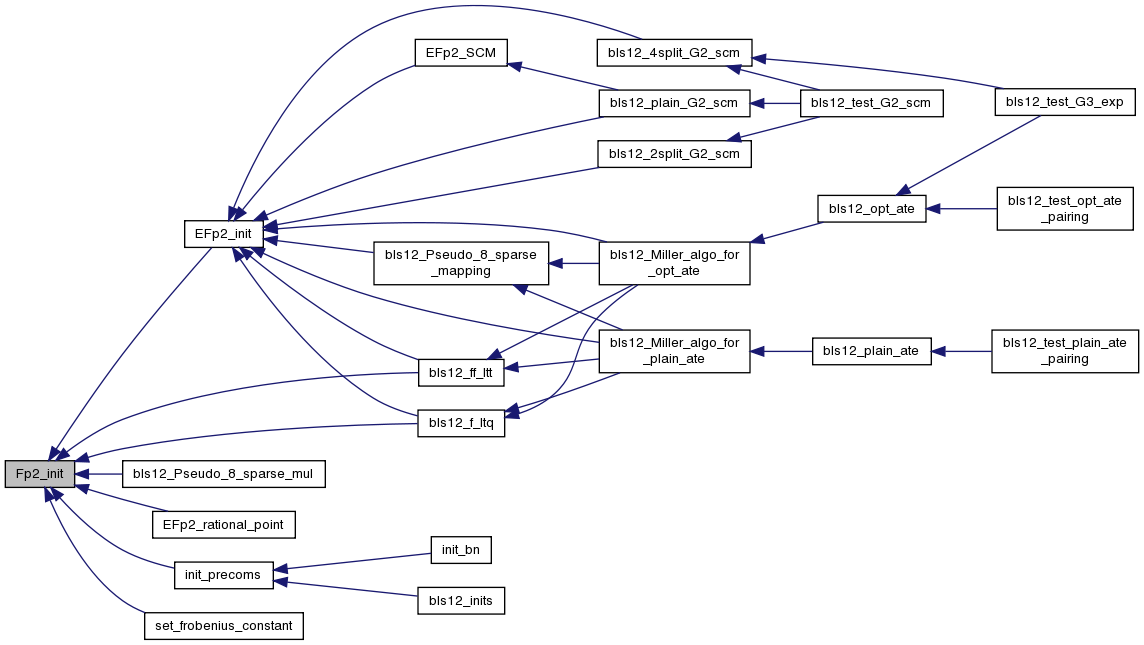 EFp2_SCM
bls12_4split_G2_scm
bls12_plain_G2_scm
bls12_test_G2_scm
bls12_test_G3_exp
bls12_2split_G2_scm
EFp2_init
bls12_opt_ate
bls12_test_opt_ate
_pairing
bls12_Pseudo_8_sparse
_mapping
bls12_Miller_algo_for
_opt_ate
bls12_Miller_algo_for
_plain_ate
bls12_plain_ate
bls12_test_plain_ate
_pairing
bls12_ff_ltt
bls12_f_ltq
Fp2_init
bls12_Pseudo_8_sparse_mul
EFp2_rational_point
init_precoms
init_bn
bls12_inits
set_frobenius_constant